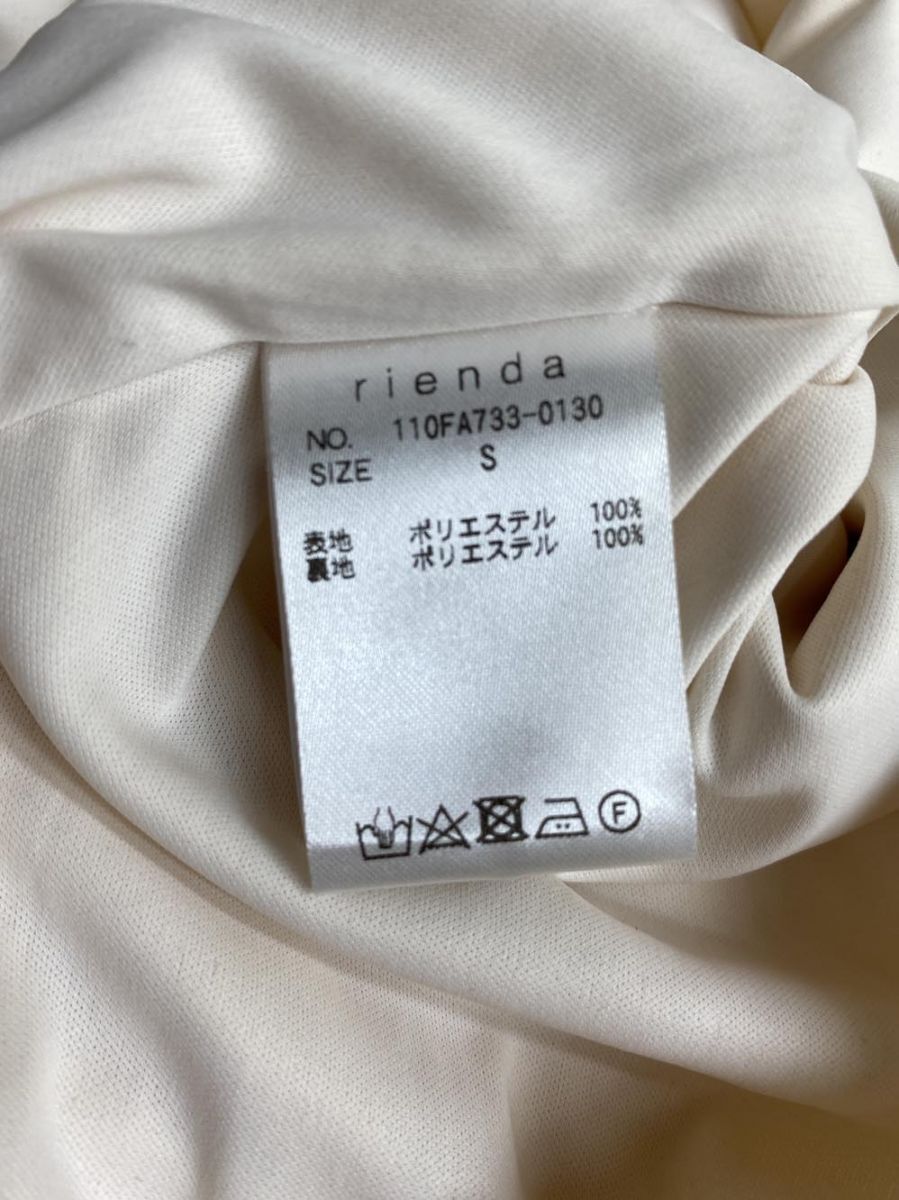 rienda
NO. 110FA733-0130
SIZE S
表地 ポリエステル 100%
裏地 ポリエステル 100%
F